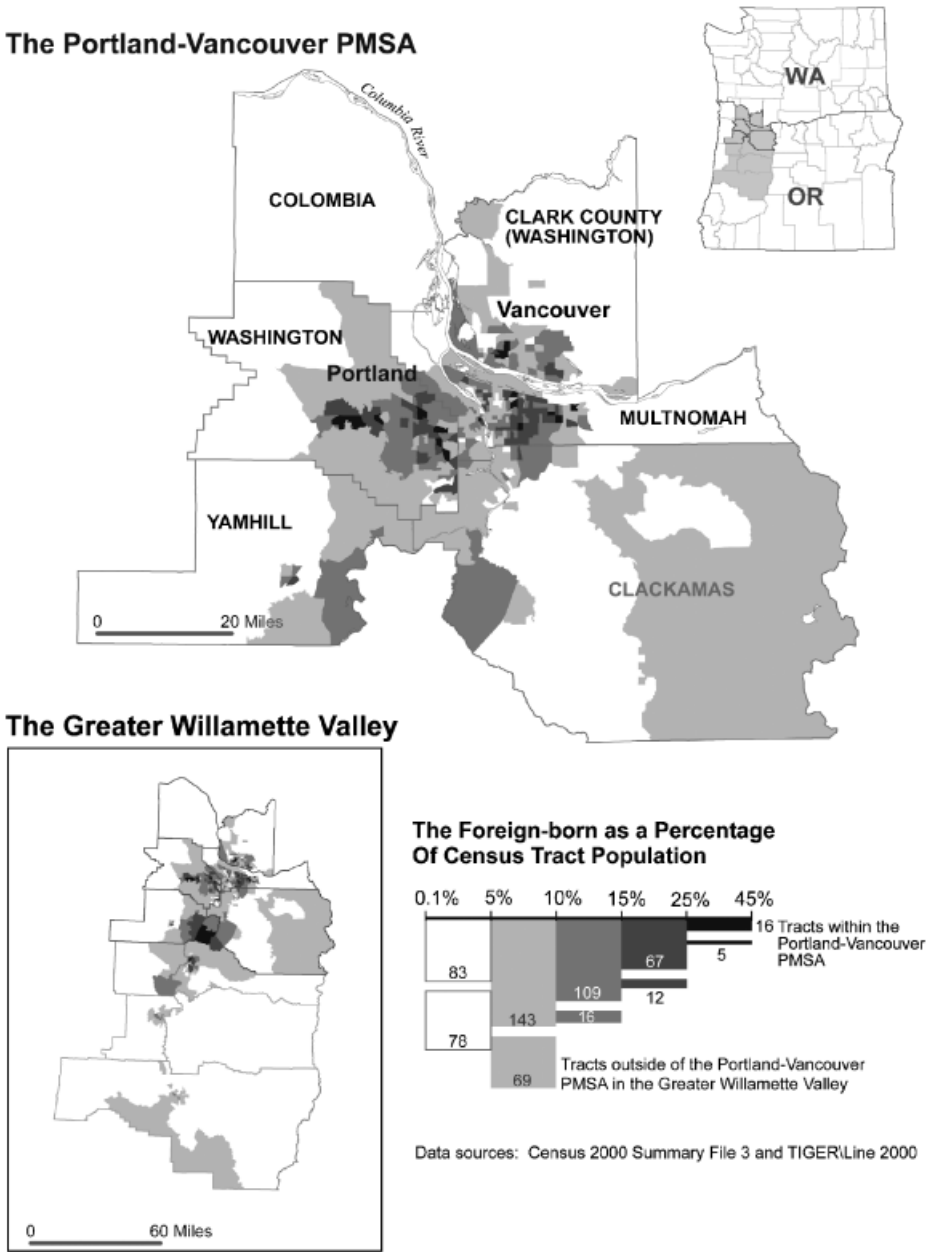 The Portland-Vancouver PMSA
Columbia River
WA
OR
COLOMBIA
CLARK COUNTY
(WASHINGTON)
Vancouver
WASHINGTON
Portland
MULTNOMAH
YAMHILL
CLACKAMAS
0 20 Miles
The Greater Willamette Valley
0 60 Miles
The Foreign-born as a Percentage
Of Census Tract Population
0.1% 5% 10% 15% 25% 45%
83 143 109 67 16 Tracts within the
Portland-Vancouver
PMSA
78 69 16 12 5
Tracts outside of the Portland-Vancouver
PMSA in the Greater Willamette Valley
Data sources: Census 2000 Summary File 3 and TIGER\Line 2000